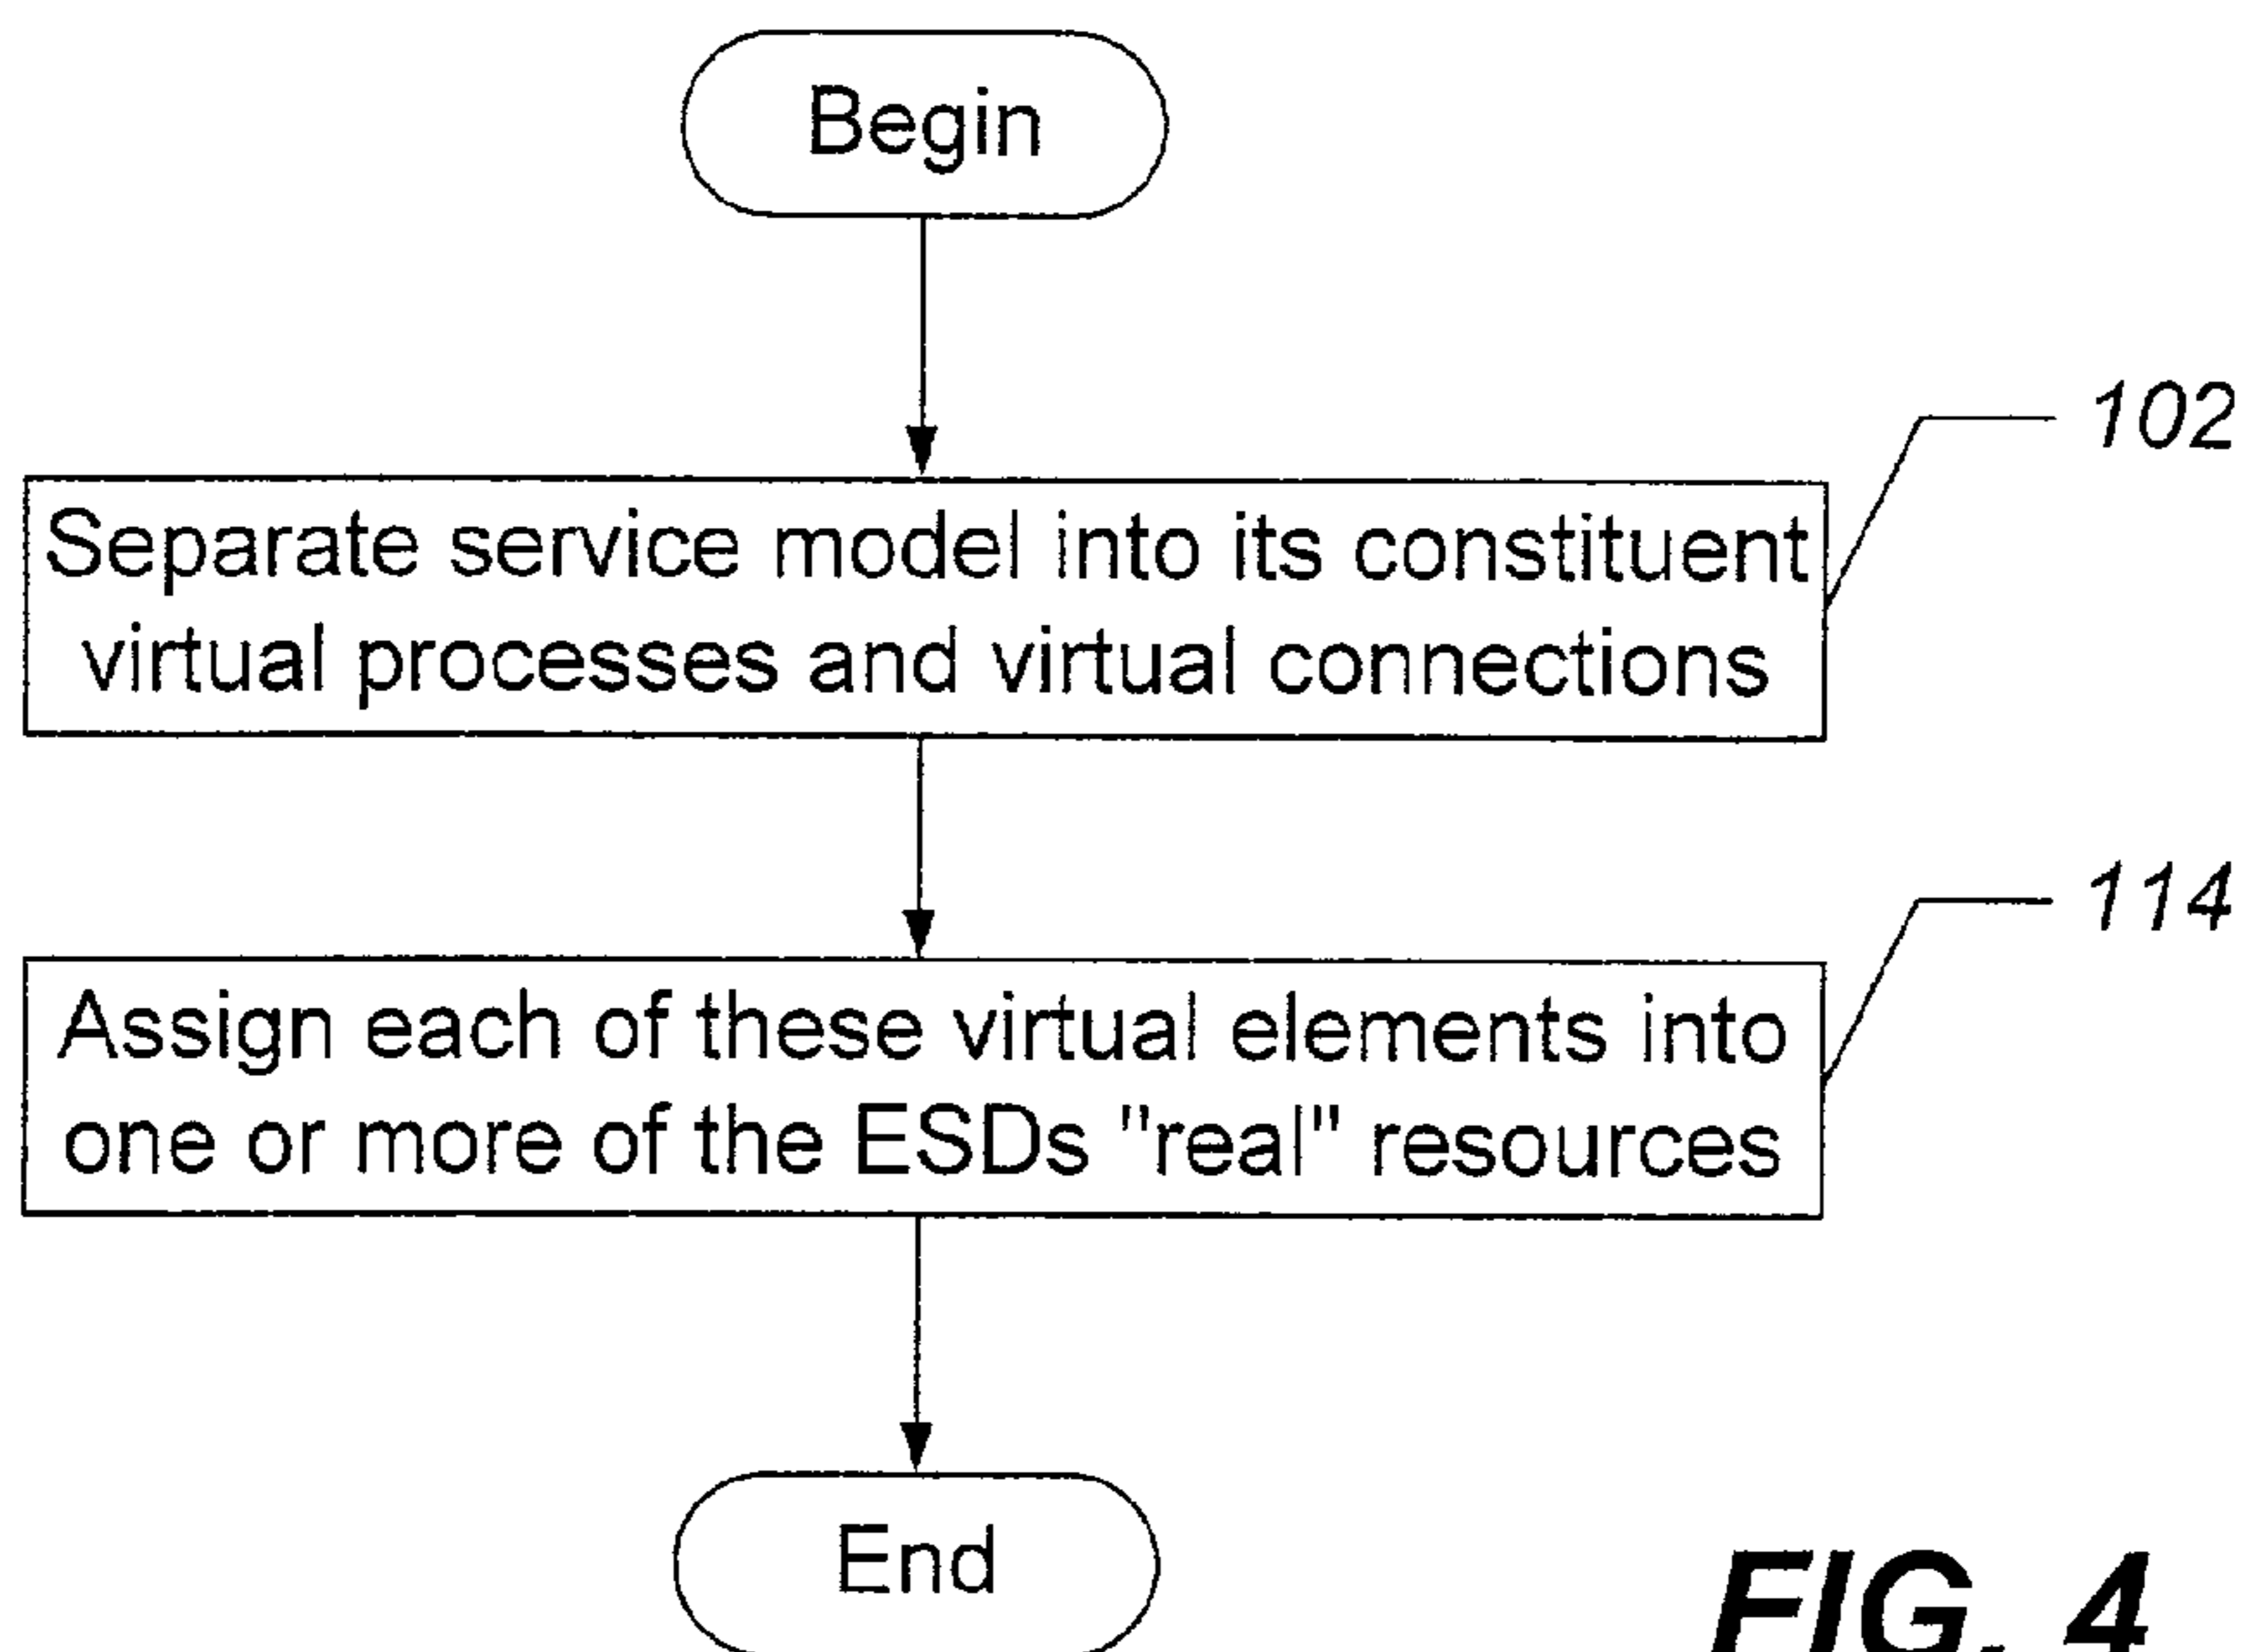 Begin
102
Separate service model into its constituent
virtual processes and virtual connections
114
Assign each of these virtual elements into
one or more of the ESDs "real" resources
End
FIG. 4